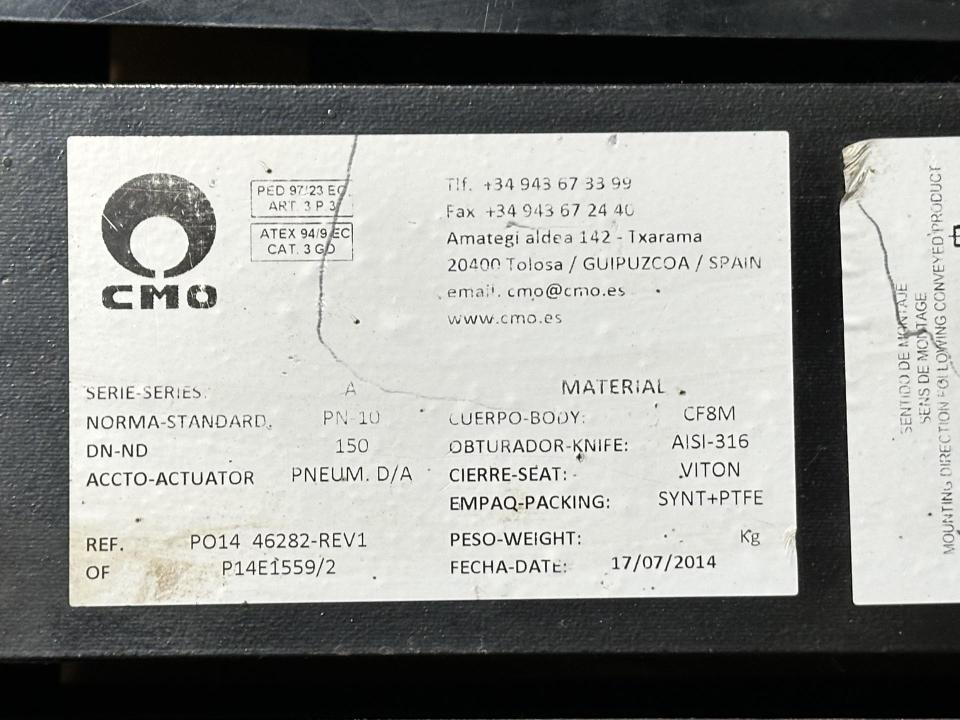 CMO
PED 97/23 EC
ART. 3 P 3
ATEX 94/9 EC
CAT. 3 GD
Tlf. +34 943 67 33 99
Fax +34 943 67 24 40
Amategi aldea 142 - Txarama
20400 Tolosa / GUIPUZCOA / SPAIN
email. cmo@cmo.es
www.cmo.es
SERIE-SERIES: A
NORMA-STANDARD. PN-10
DN-ND 150
ACCTO-ACTUATOR PNEUM. D/A
REF. PO14 46282-REV1
OF P14E1559/2
MATERIAL
CUERPO-BODY: CF8M
OBTURADOR-KNIFE: AISI-316
CIERRE-SEAT: VITON
EMPAQ-PACKING: SYNT+PTFE
PESO-WEIGHT: Kg
FECHA-DATE: 17/07/2014
SENTIDO DE MONTAJE
SENS DE MONTAGE
MOUNTING DIRECTION FOLLOWING CONVEYED PRODUCT